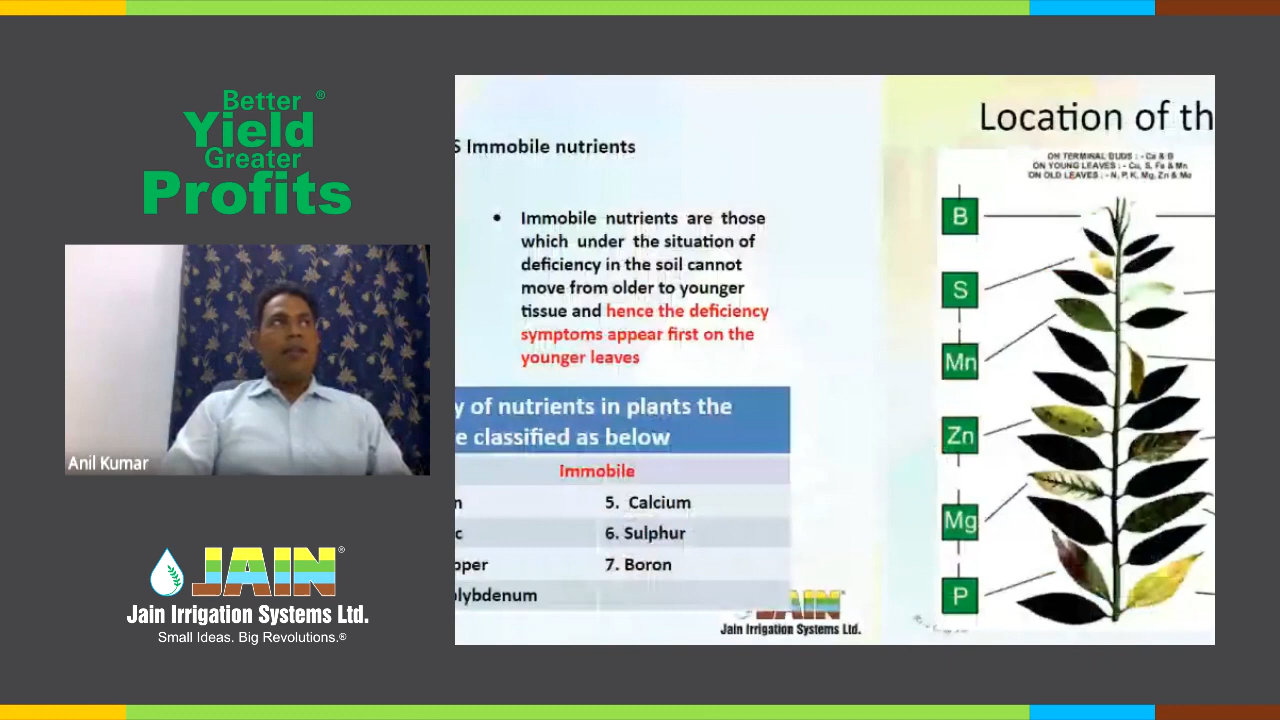 Better ®
Yield
Greater
Profits
Anil Kumar
JAIN®
Jain Irrigation Systems Ltd.
Small Ideas. Big Revolutions.®
S Immobile nutrients
• Immobile nutrients are those
which under the situation of
deficiency in the soil cannot
move from older to younger
tissue and hence the deficiency
symptoms appear first on the
younger leaves
y of nutrients in plants the
e classified as below
Immobile
n
5. Calcium
c
6. Sulphur
pper
7. Boron
olybdenum
JAIN
Jain Irrigation Systems Ltd.
Location of th
ON TERMINAL BUDS : - Ca & B
ON YOUNG LEAVES : - Cu, S, Fe & Mn
ON OLD LEAVES : - N, P, K, Mg, Zn & Mo
B
S
Mn
Zn
Mg
P